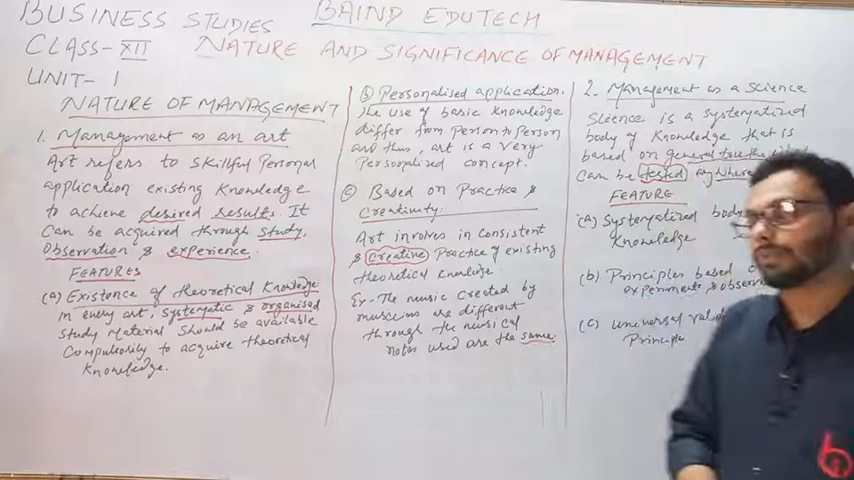 BUSINESS STUDIES
BAIND EDUTECH
CLASS-XII
NATURE AND SIGNIFICANCE OF MANAGEMENT
UNIT- 1
NATURE OF MANAGEMENT
1. Management as an art
Art refers to skillful Personal
application existing knowledge
to achieve desired results. It
can be acquired through study,
observation & experience.
FEATURES
(a) Existence of theoretical knowledge
in every art, systematic & organised
study material should be available
compulsorily to acquire theoretical
knowledge.
(b) Personalised application.
The use of basic knowledge
differ from person to person
and thus, art is a very
Personalised concept.
(c) Based on Practice &
creativity.
Art involves in consistent
& creative Practice of existing
theoretical knowledge.
Ex- The music created by
musicians are different
through the musical
notes used are the same.
2. Management as a science
Science is a systematized
body of knowledge that is
based on general truths
can be tested anywhere
FEATURE
(a) Systematized body
knowledge
(b) Principles based
experiments & observ
(c) universal valid
Principle